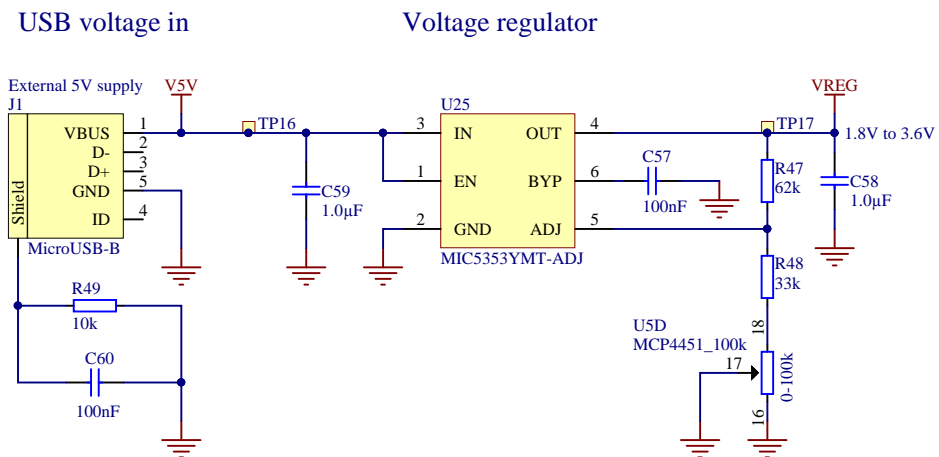 USB voltage in
Voltage regulator
External 5V supply
J1
V5V
VREG
U25
TP16
TP17
1.8V to 3.6V
VBUS 1
D- 2
D+ 3
GND 5
ID 4
Shield
MicroUSB-B
3 IN OUT 4
1 EN BYP 6
2 GND ADJ 5
MIC5353YMT-ADJ
C59
1.0µF
C57
100nF
R47
62k
C58
1.0µF
R48
33k
R49
10k
C60
100nF
U5D
MCP4451_100k
18
17
16
0-100k